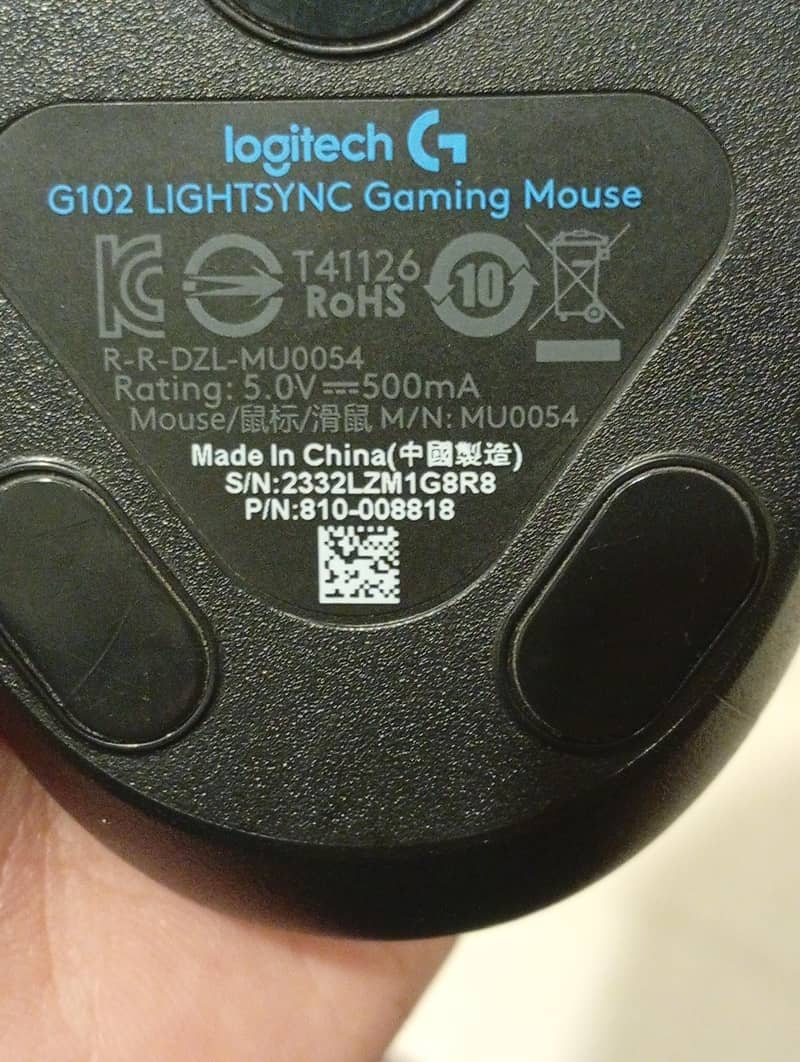 logitech G
G102 LIGHTSYNC Gaming Mouse
T41126
RoHS
10
R-R-DZL-MU0054
Rating: 5.0V⎓500mA
Mouse/鼠标/滑鼠 M/N: MU0054
Made In China(中國製造)
S/N:2332LZM1G8R8
P/N:810-008818